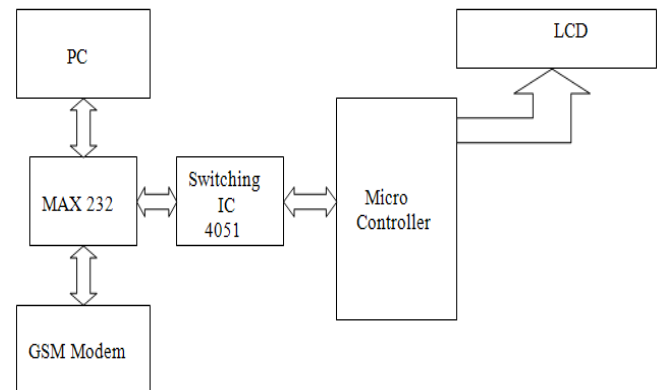 LCD
PC
Switching
IC
4051
MAX 232
Micro
Controller
GSM Modem